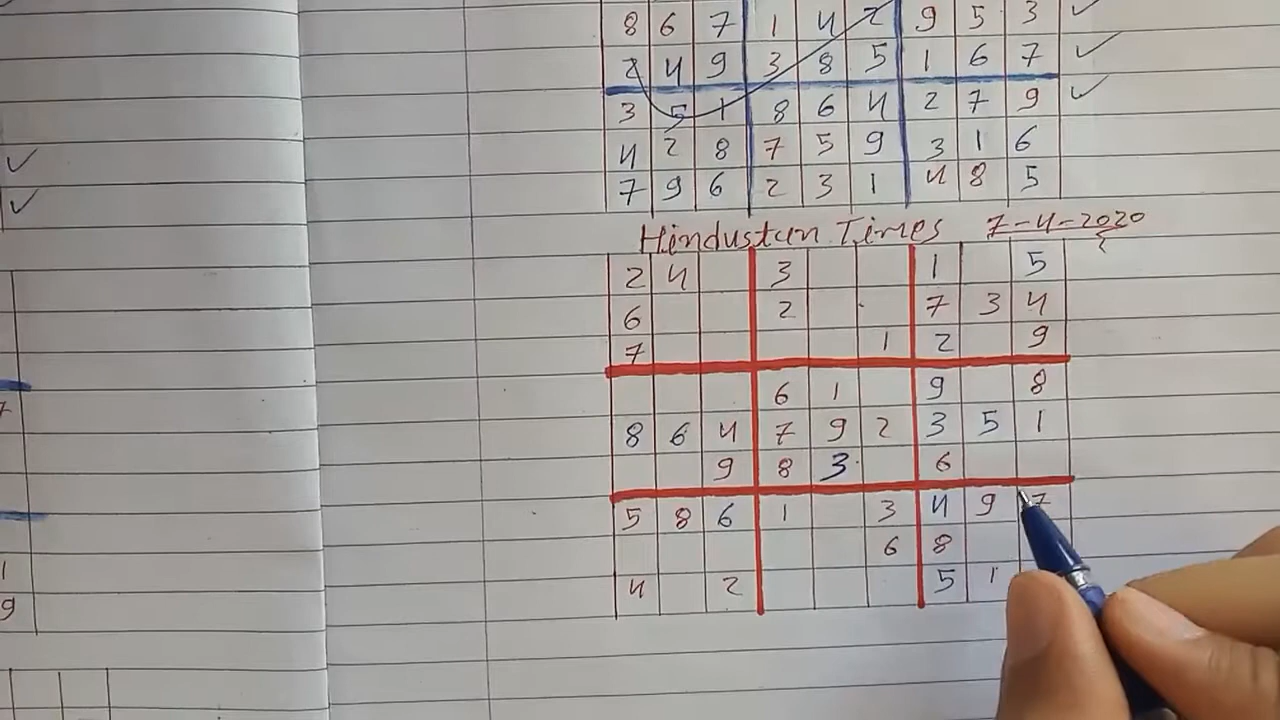 8 6 7 1 4 2 9 5 3
2 4 9 3 8 5 1 6 7
3 5 1 8 6 4 2 7 9
4 2 8 7 5 9 3 1 6
7 9 6 2 3 1 4 8 5
Hindustan Times 7-4-2020
2 4 3 1 5
6 2 7 3 4
7 1 2 9
6 1 9 8
8 6 4 7 9 2 3 5 1
9 8 3 6
5 8 6 1 3 4 9 7
6 8
4 2 5 1
7
1
9